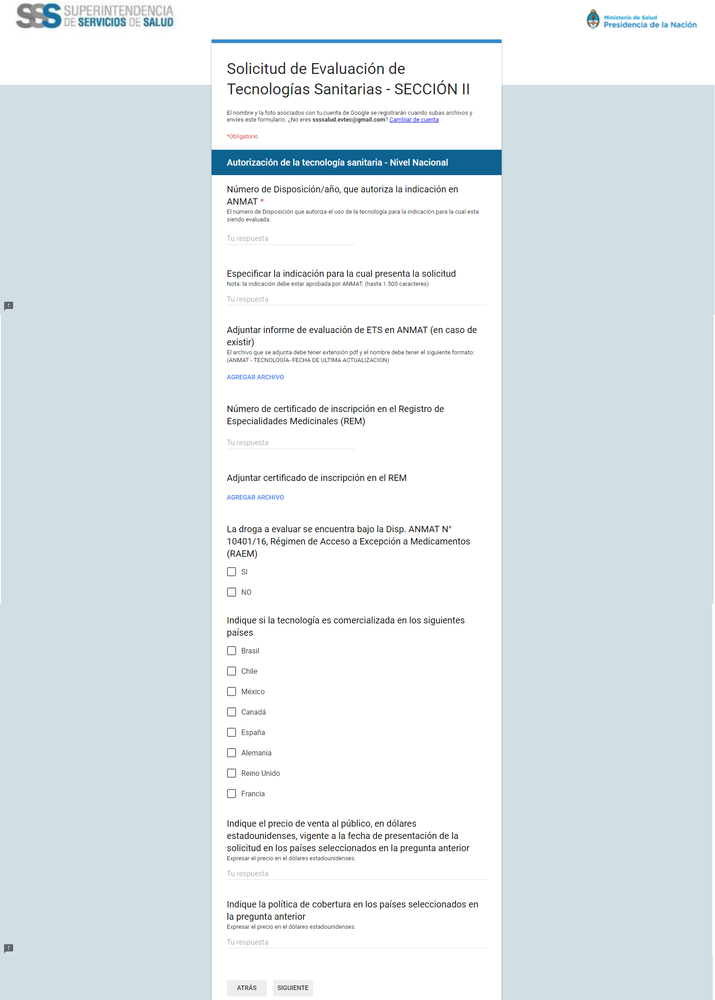 SSS SUPERINTENDENCIA
DE SERVICIOS DE SALUD
Ministerio de Salud
Presidencia de la Nación
Solicitud de Evaluación de
Tecnologías Sanitarias - SECCIÓN II
El nombre y la foto asociados con tu cuenta de Google se registrarán cuando subas archivos y
envíes este formulario. ¿No eres ssssalud.evtec@gmail.com? Cambiar de cuenta
*Obligatorio
Autorización de la tecnología sanitaria - Nivel Nacional
Número de Disposición/año, que autoriza la indicación en
ANMAT *
El número de Disposición que autoriza el uso de la tecnología para la indicación para la cual esta
siendo evaluada.
Tu respuesta
Especificar la indicación para la cual presenta la solicitud
Nota: la indicación debe estar aprobada por ANMAT. (hasta 1.500 caracteres)
Tu respuesta
Adjuntar informe de evaluación de ETS en ANMAT (en caso de
existir)
El archivo que se adjunta debe tener extensión pdf y el nombre debe tener el siguiente formato:
(ANMAT - TECNOLOGÍA- FECHA DE ULTIMA ACTUALIZACION)
AGREGAR ARCHIVO
Número de certificado de inscripción en el Registro de
Especialidades Medicinales (REM)
Tu respuesta
Adjuntar certificado de inscripción en el REM
AGREGAR ARCHIVO
La droga a evaluar se encuentra bajo la Disp. ANMAT N°
10401/16, Régimen de Acceso a Excepción a Medicamentos
(RAEM)
SI
NO
Indique si la tecnología es comercializada en los siguientes
países
Brasil
Chile
México
Canadá
España
Alemania
Reino Unido
Francia
Indique el precio de venta al público, en dólares
estadounidenses, vigente a la fecha de presentación de la
solicitud en los países seleccionados en la pregunta anterior
Expresar el precio en el dólares estadounidenses.
Tu respuesta
Indique la política de cobertura en los países seleccionados en
la pregunta anterior
Expresar el precio en el dólares estadounidenses.
Tu respuesta
ATRÁS
SIGUIENTE